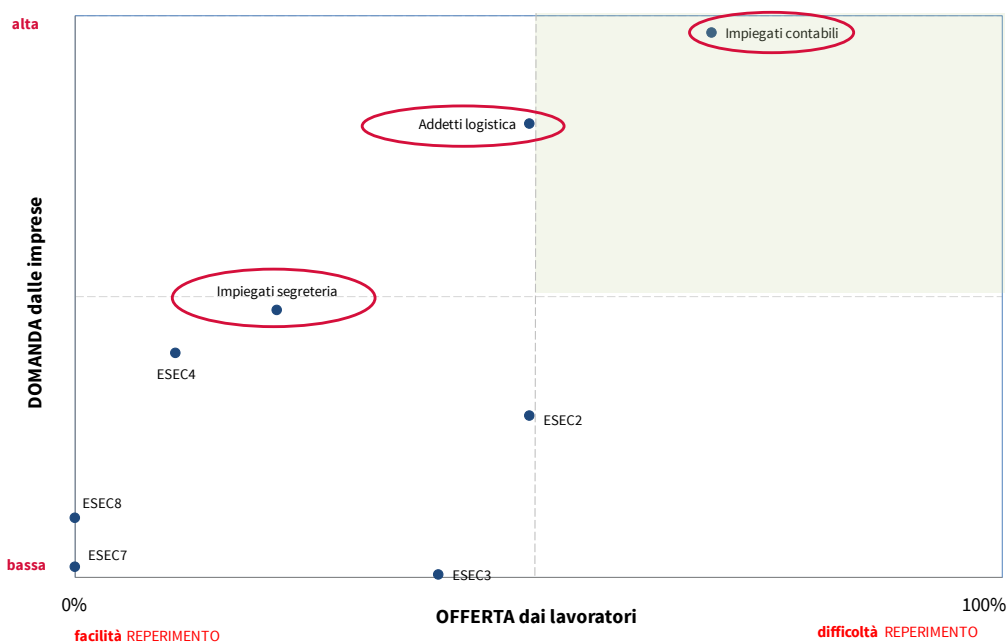 alta
Impiegati contabili
Addetti logistica
DOMANDA dalle imprese
Impiegati segreteria
ESEC4
ESEC2
ESEC8
ESEC7
bassa
ESEC3
0%
100%
OFFERTA dai lavoratori
facilità REPERIMENTO
difficoltà REPERIMENTO